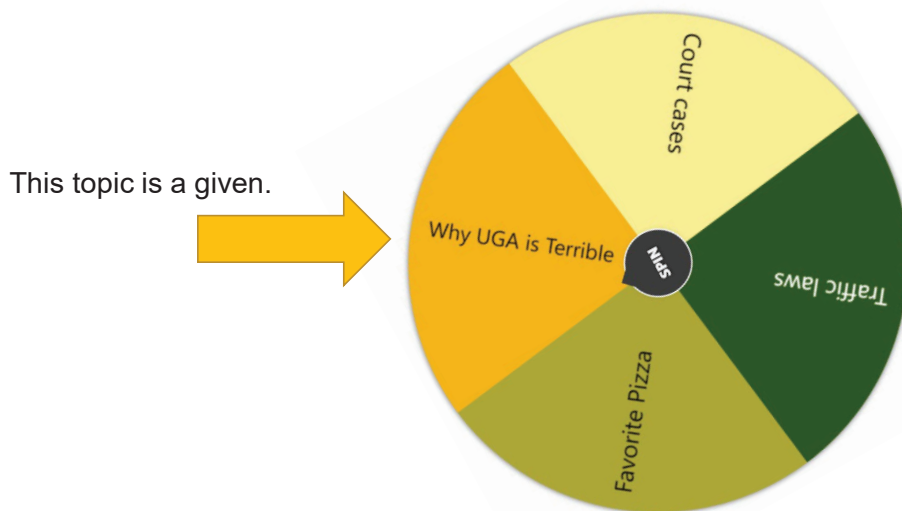 Court cases
This topic is a given.
Why UGA is Terrible
SPIN
Traffic laws
Favorite Pizza